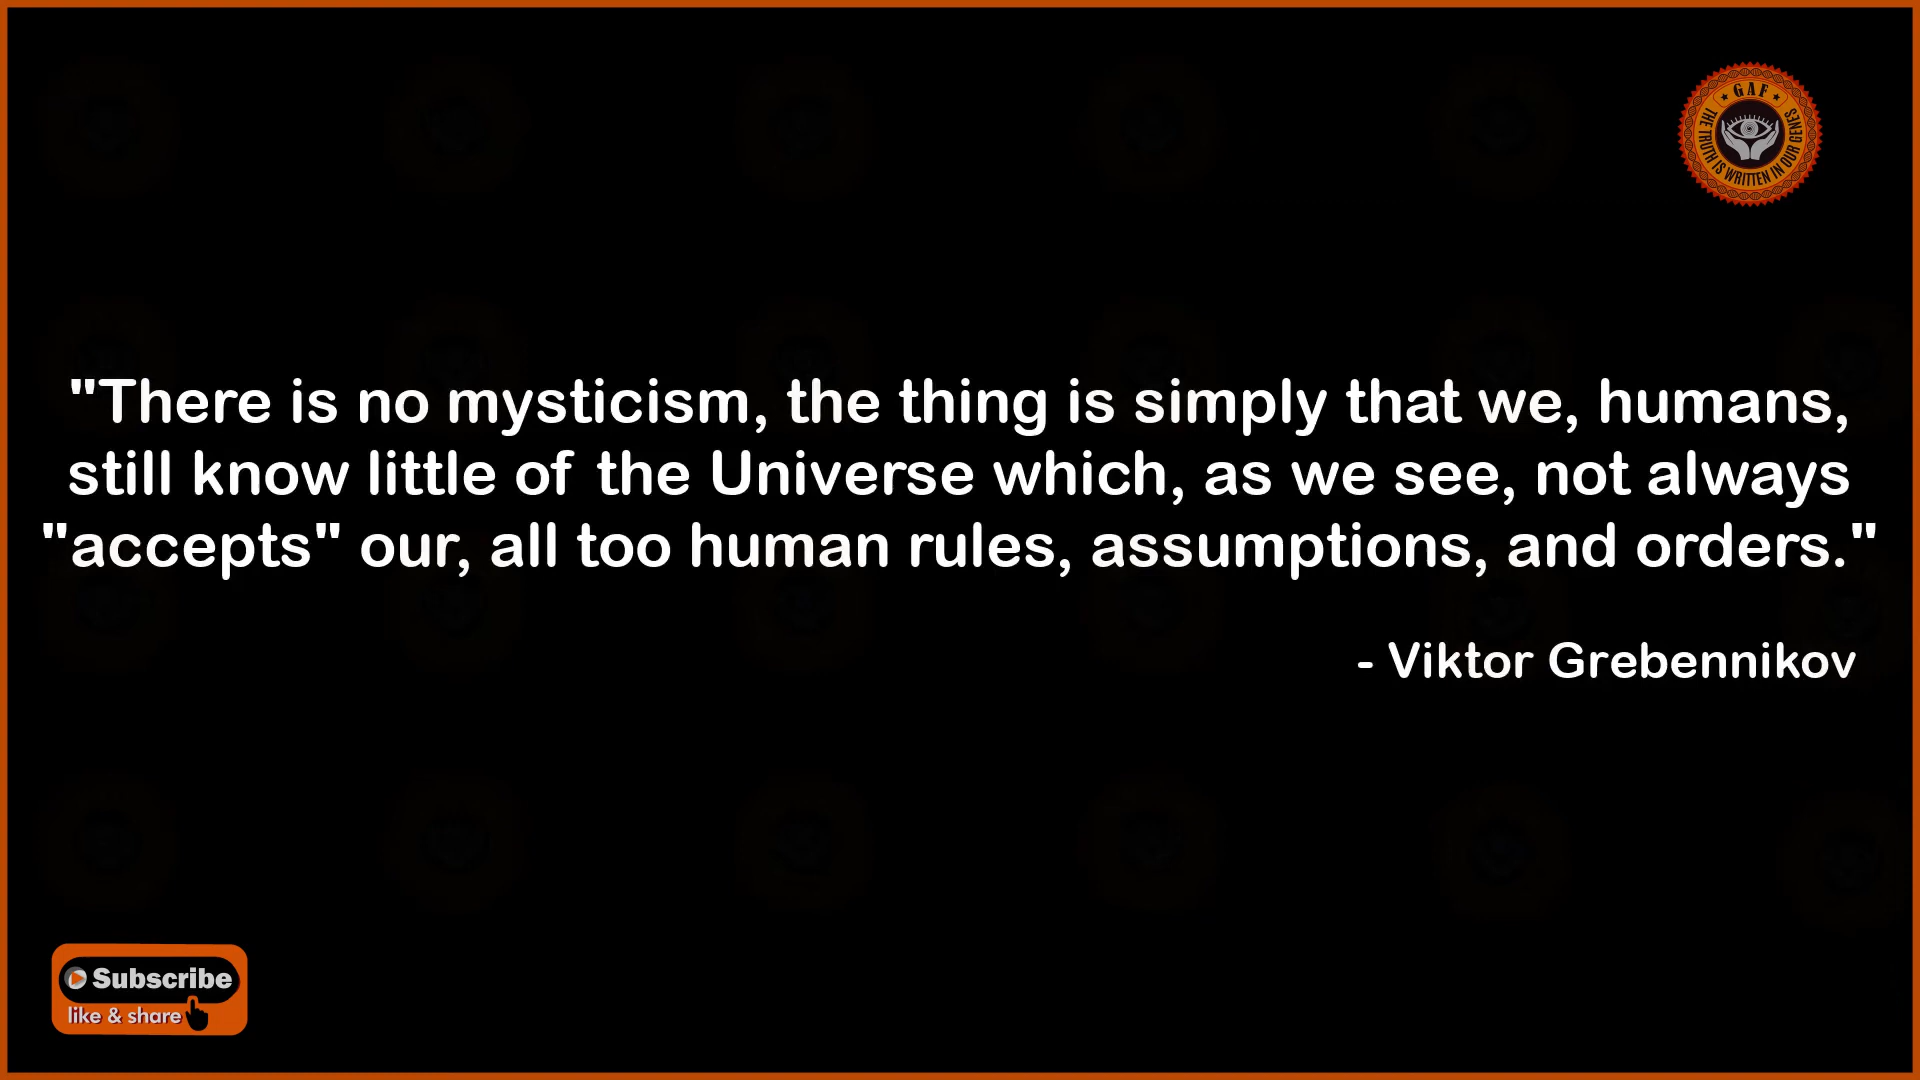 ★ GAF ★
THE TRUTH IS WRITTEN IN OUR GENES
"There is no mysticism, the thing is simply that we, humans,
still know little of the Universe which, as we see, not always
"accepts" our, all too human rules, assumptions, and orders."
- Viktor Grebennikov
Subscribe
like & share